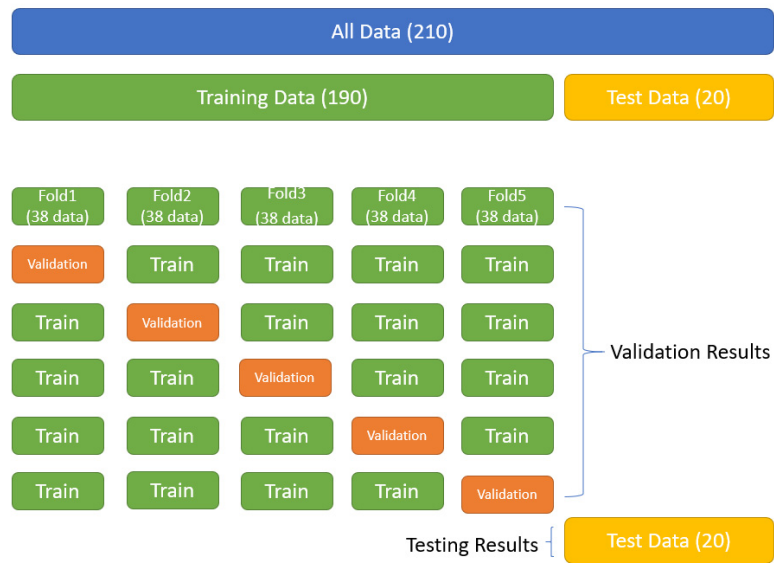 All Data (210)
Training Data (190)
Test Data (20)
Fold1
(38 data)
Fold2
(38 data)
Fold3
(38 data)
Fold4
(38 data)
Fold5
(38 data)
Validation
Train
Train
Train
Train
Train
Validation
Train
Train
Train
Validation Results
Train
Train
Validation
Train
Train
Train
Train
Train
Validation
Train
Train
Train
Train
Train
Validation
Testing Results
Test Data (20)